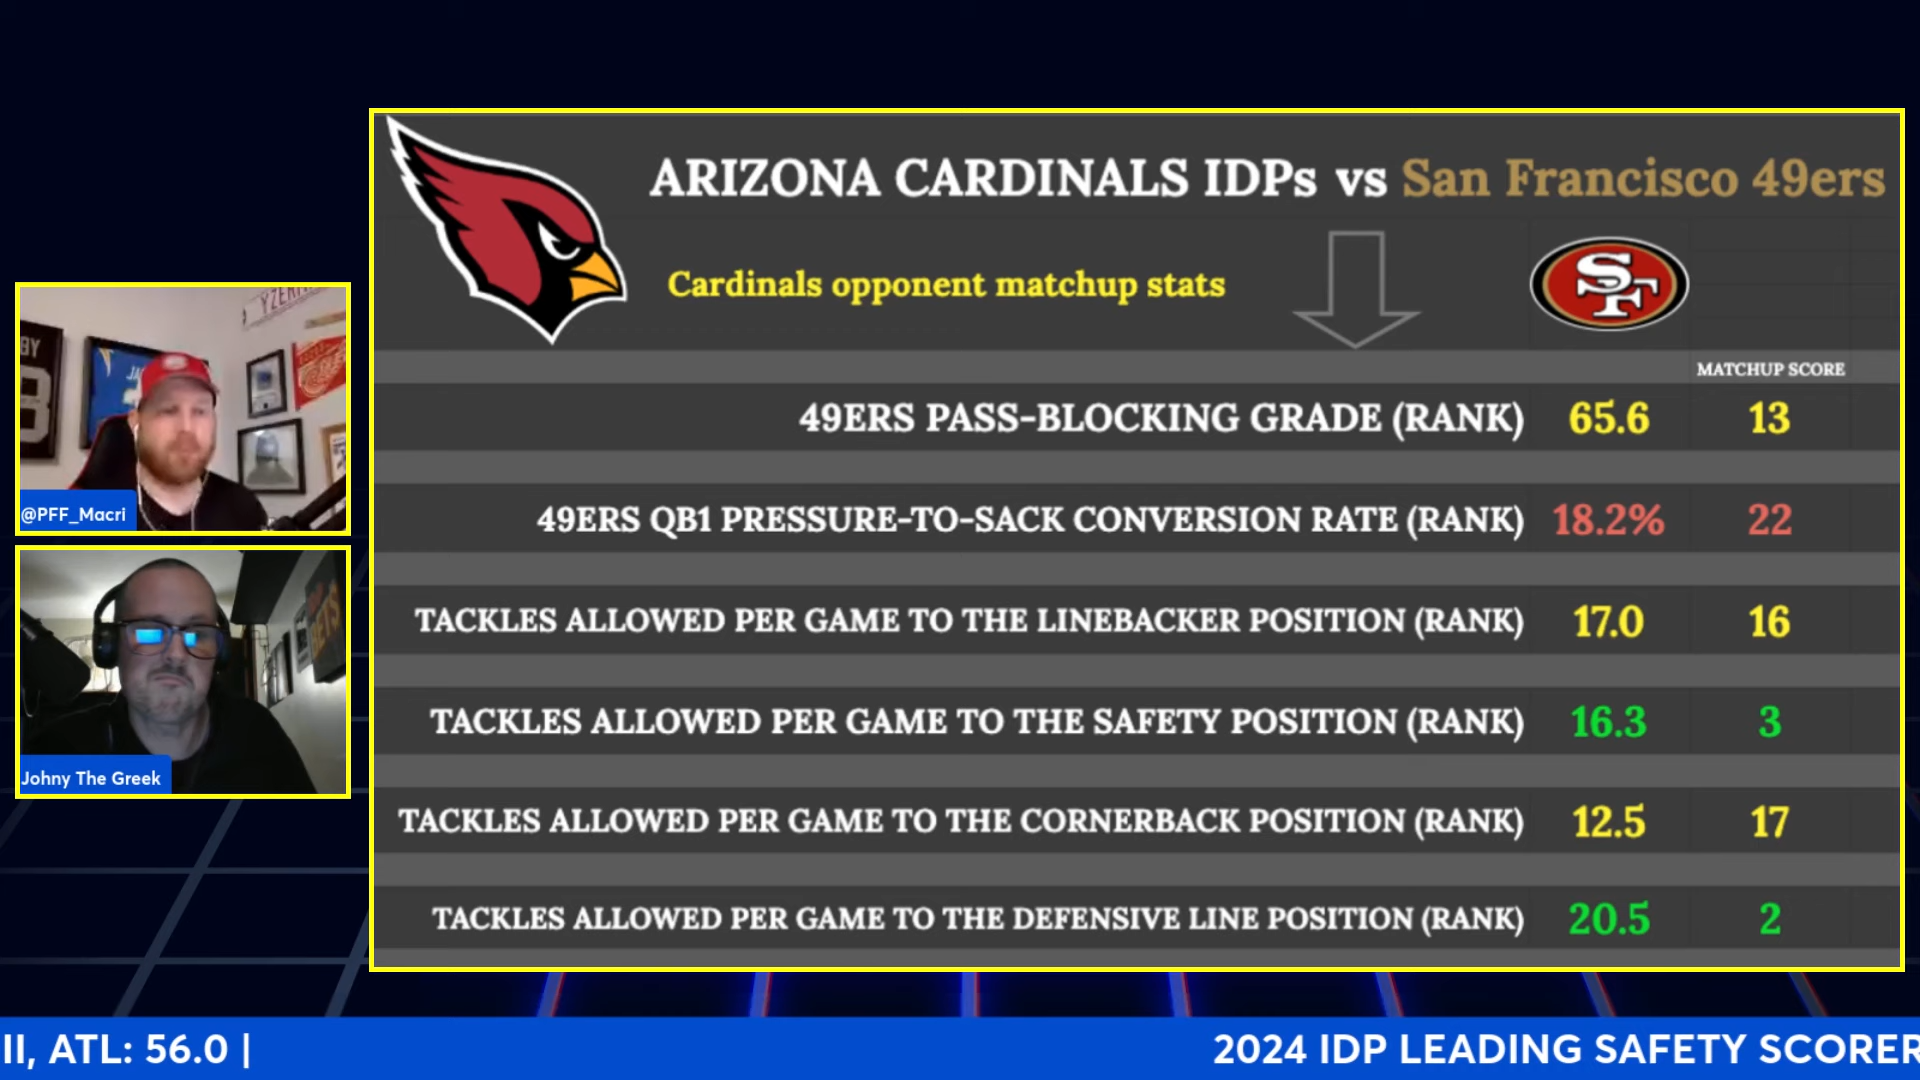 ARIZONA CARDINALS IDPs vs San Francisco 49ers
Cardinals opponent matchup stats
SF
MATCHUP SCORE
49ERS PASS-BLOCKING GRADE (RANK) 65.6 13
49ERS QB1 PRESSURE-TO-SACK CONVERSION RATE (RANK) 18.2% 22
TACKLES ALLOWED PER GAME TO THE LINEBACKER POSITION (RANK) 17.0 16
TACKLES ALLOWED PER GAME TO THE SAFETY POSITION (RANK) 16.3 3
TACKLES ALLOWED PER GAME TO THE CORNERBACK POSITION (RANK) 12.5 17
TACKLES ALLOWED PER GAME TO THE DEFENSIVE LINE POSITION (RANK) 20.5 2
@PFF_Macri
Johny The Greek
II, ATL: 56.0 | 2024 IDP LEADING SAFETY SCORER